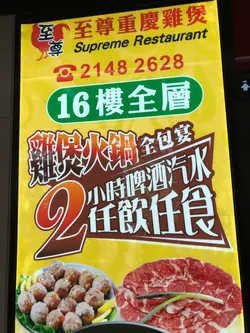 至尊
至尊重慶雞煲
Supreme Restaurant
☎2148 2628
16樓全層
雞煲火鍋全包宴
2小時啤酒汽水
任飲任食